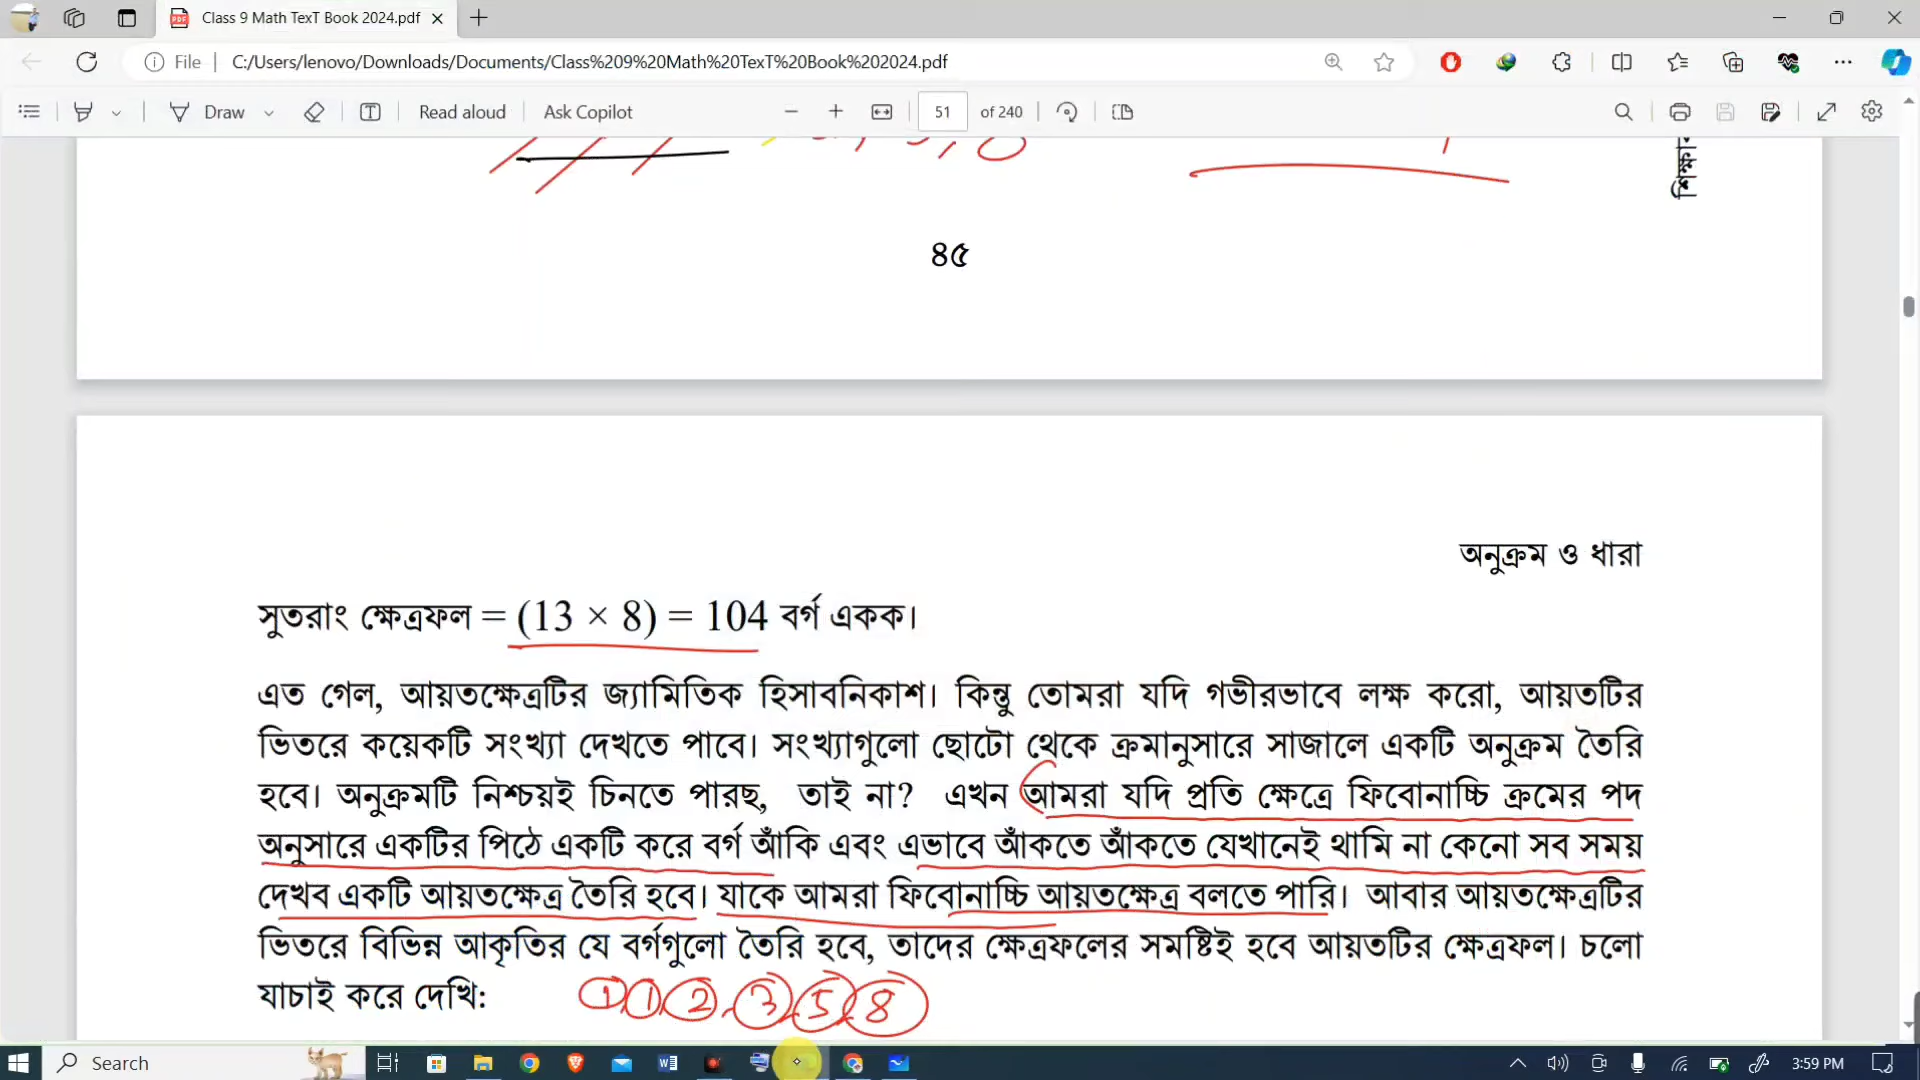 Class 9 Math TexT Book 2024.pdf
File
C:/Users/lenovo/Downloads/Documents/Class%209%20Math%20TexT%20Book%202024.pdf
Draw
Read aloud
Ask Copilot
51
of 240
৪৫
অনুক্রম ও ধারা
সুতরাং ক্ষেত্রফল = (13 × 8) = 104 বর্গ একক।
এত গেল, আয়তক্ষেত্রটির জ্যামিতিক হিসাবনিকাশ। কিন্তু তোমরা যদি গভীরভাবে লক্ষ করো, আয়তটির
ভিতরে কয়েকটি সংখ্যা দেখতে পাবে। সংখ্যাগুলো ছোটো থেকে ক্রমানুসারে সাজালে একটি অনুক্রম তৈরি
হবে। অনুক্রমটি নিশ্চয়ই চিনতে পারছ, তাই না? এখন আমরা যদি প্রতি ক্ষেত্রে ফিবোনাচ্চি ক্রমের পদ
অনুসারে একটির পিঠে একটি করে বর্গ আঁকি এবং এভাবে আঁকতে আঁকতে যেখানেই থামি না কেনো সব সময়
দেখব একটি আয়তক্ষেত্র তৈরি হবে। যাকে আমরা ফিবোনাচ্চি আয়তক্ষেত্র বলতে পারি। আবার আয়তক্ষেত্রটির
ভিতরে বিভিন্ন আকৃতির যে বর্গগুলো তৈরি হবে, তাদের ক্ষেত্রফলের সমষ্টিই হবে আয়তটির ক্ষেত্রফল। চলো
যাচাই করে দেখি: 1 1 2 3 5 8
Search
3:59 PM